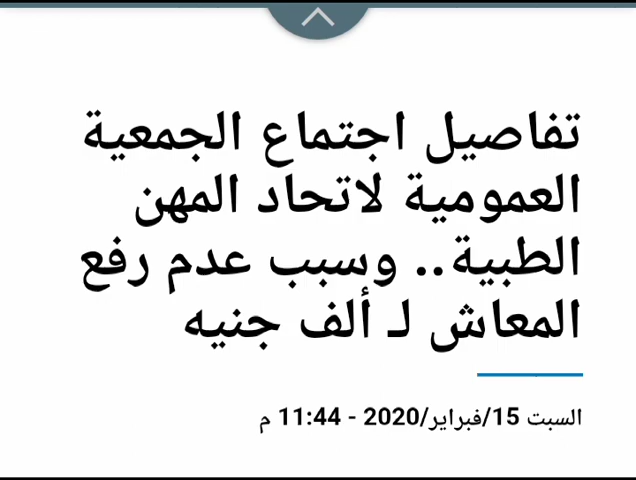 تفاصيل اجتماع الجمعية
العمومية لاتحاد المهن
الطبية.. وسبب عدم رفع
المعاش لـ ألف جنيه
السبت 15/فبراير/2020 - 11:44 م